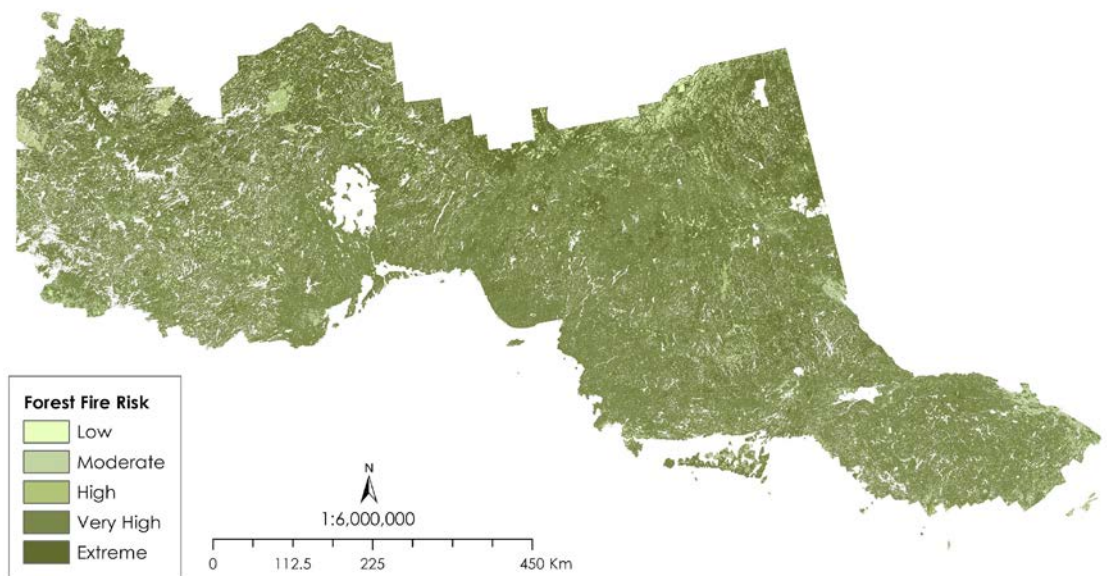 Forest Fire Risk
Low
Moderate
High
Very High
Extreme
N
1:6,000,000
0 112.5 225 450 Km